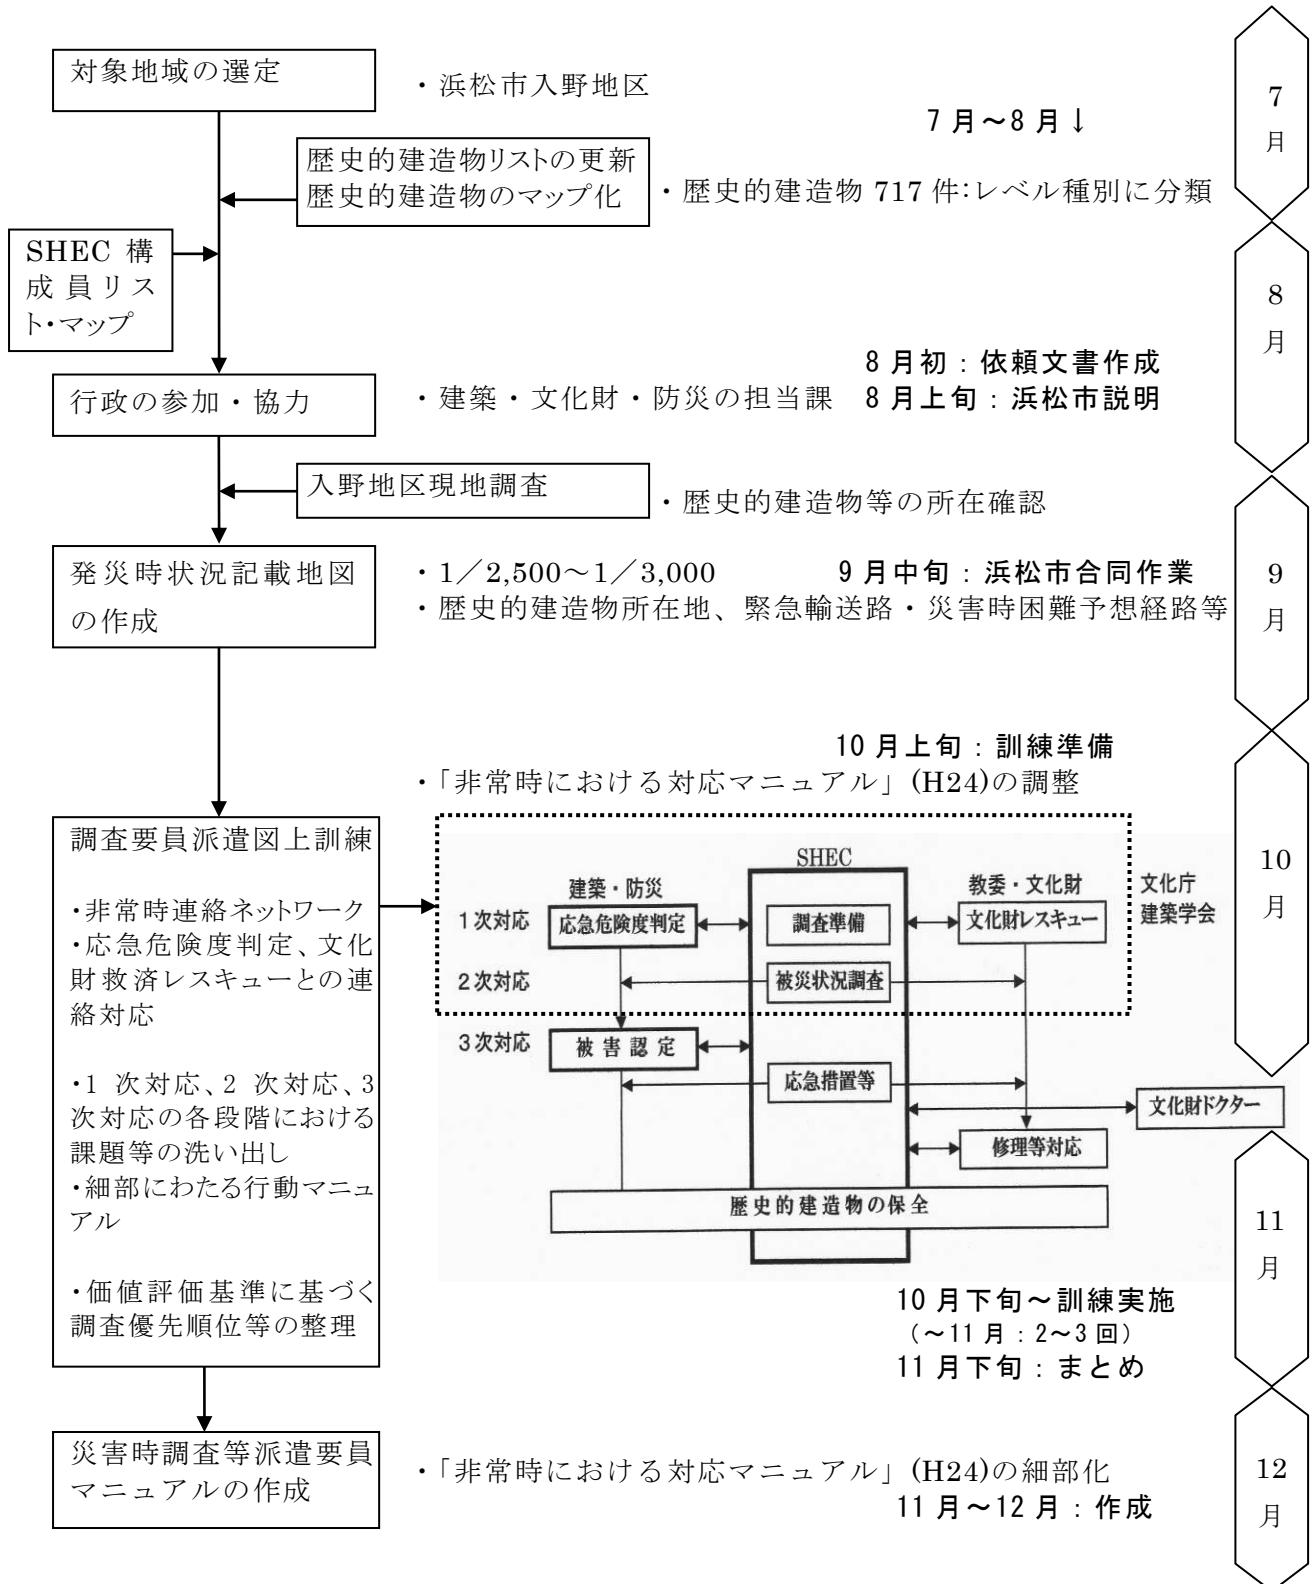 対象地域の選定
・浜松市入野地区
7月～8月↓
7
月
歴史的建造物リストの更新
歴史的建造物のマップ化
・歴史的建造物 717 件:レベル種別に分類
SHEC 構
成員リス
ト・マップ
8
月
8月初：依頼文書作成
行政の参加・協力
・建築・文化財・防災の担当課
8月上旬：浜松市説明
入野地区現地調査
・歴史的建造物等の所在確認
発災時状況記載地図
の作成
・1／2,500～1／3,000
9月中旬：浜松市合同作業
・歴史的建造物所在地、緊急輸送路・災害時困難予想経路等
9
月
10月上旬：訓練準備
・「非常時における対応マニュアル」(H24)の調整
調査要員派遣図上訓練
・非常時連絡ネットワーク
・応急危険度判定、文化
財救済レスキューとの連
絡対応
・1 次対応、2 次対応、3
次対応の各段階における
課題等の洗い出し
・細部にわたる行動マニュ
アル
・価値評価基準に基づく
調査優先順位等の整理
SHEC
建築・防災
教委・文化財
文化庁
建築学会
1次対応
応急危険度判定
調査準備
文化財レスキュー
2次対応
被災状況調査
3次対応
被害認定
応急措置等
文化財ドクター
修理等対応
歴史的建造物の保全
10
月
11
月
10月下旬～訓練実施
（～11月：2～3回）
11月下旬：まとめ
災害時調査等派遣要員
マニュアルの作成
・「非常時における対応マニュアル」(H24)の細部化
11月～12月：作成
12
月